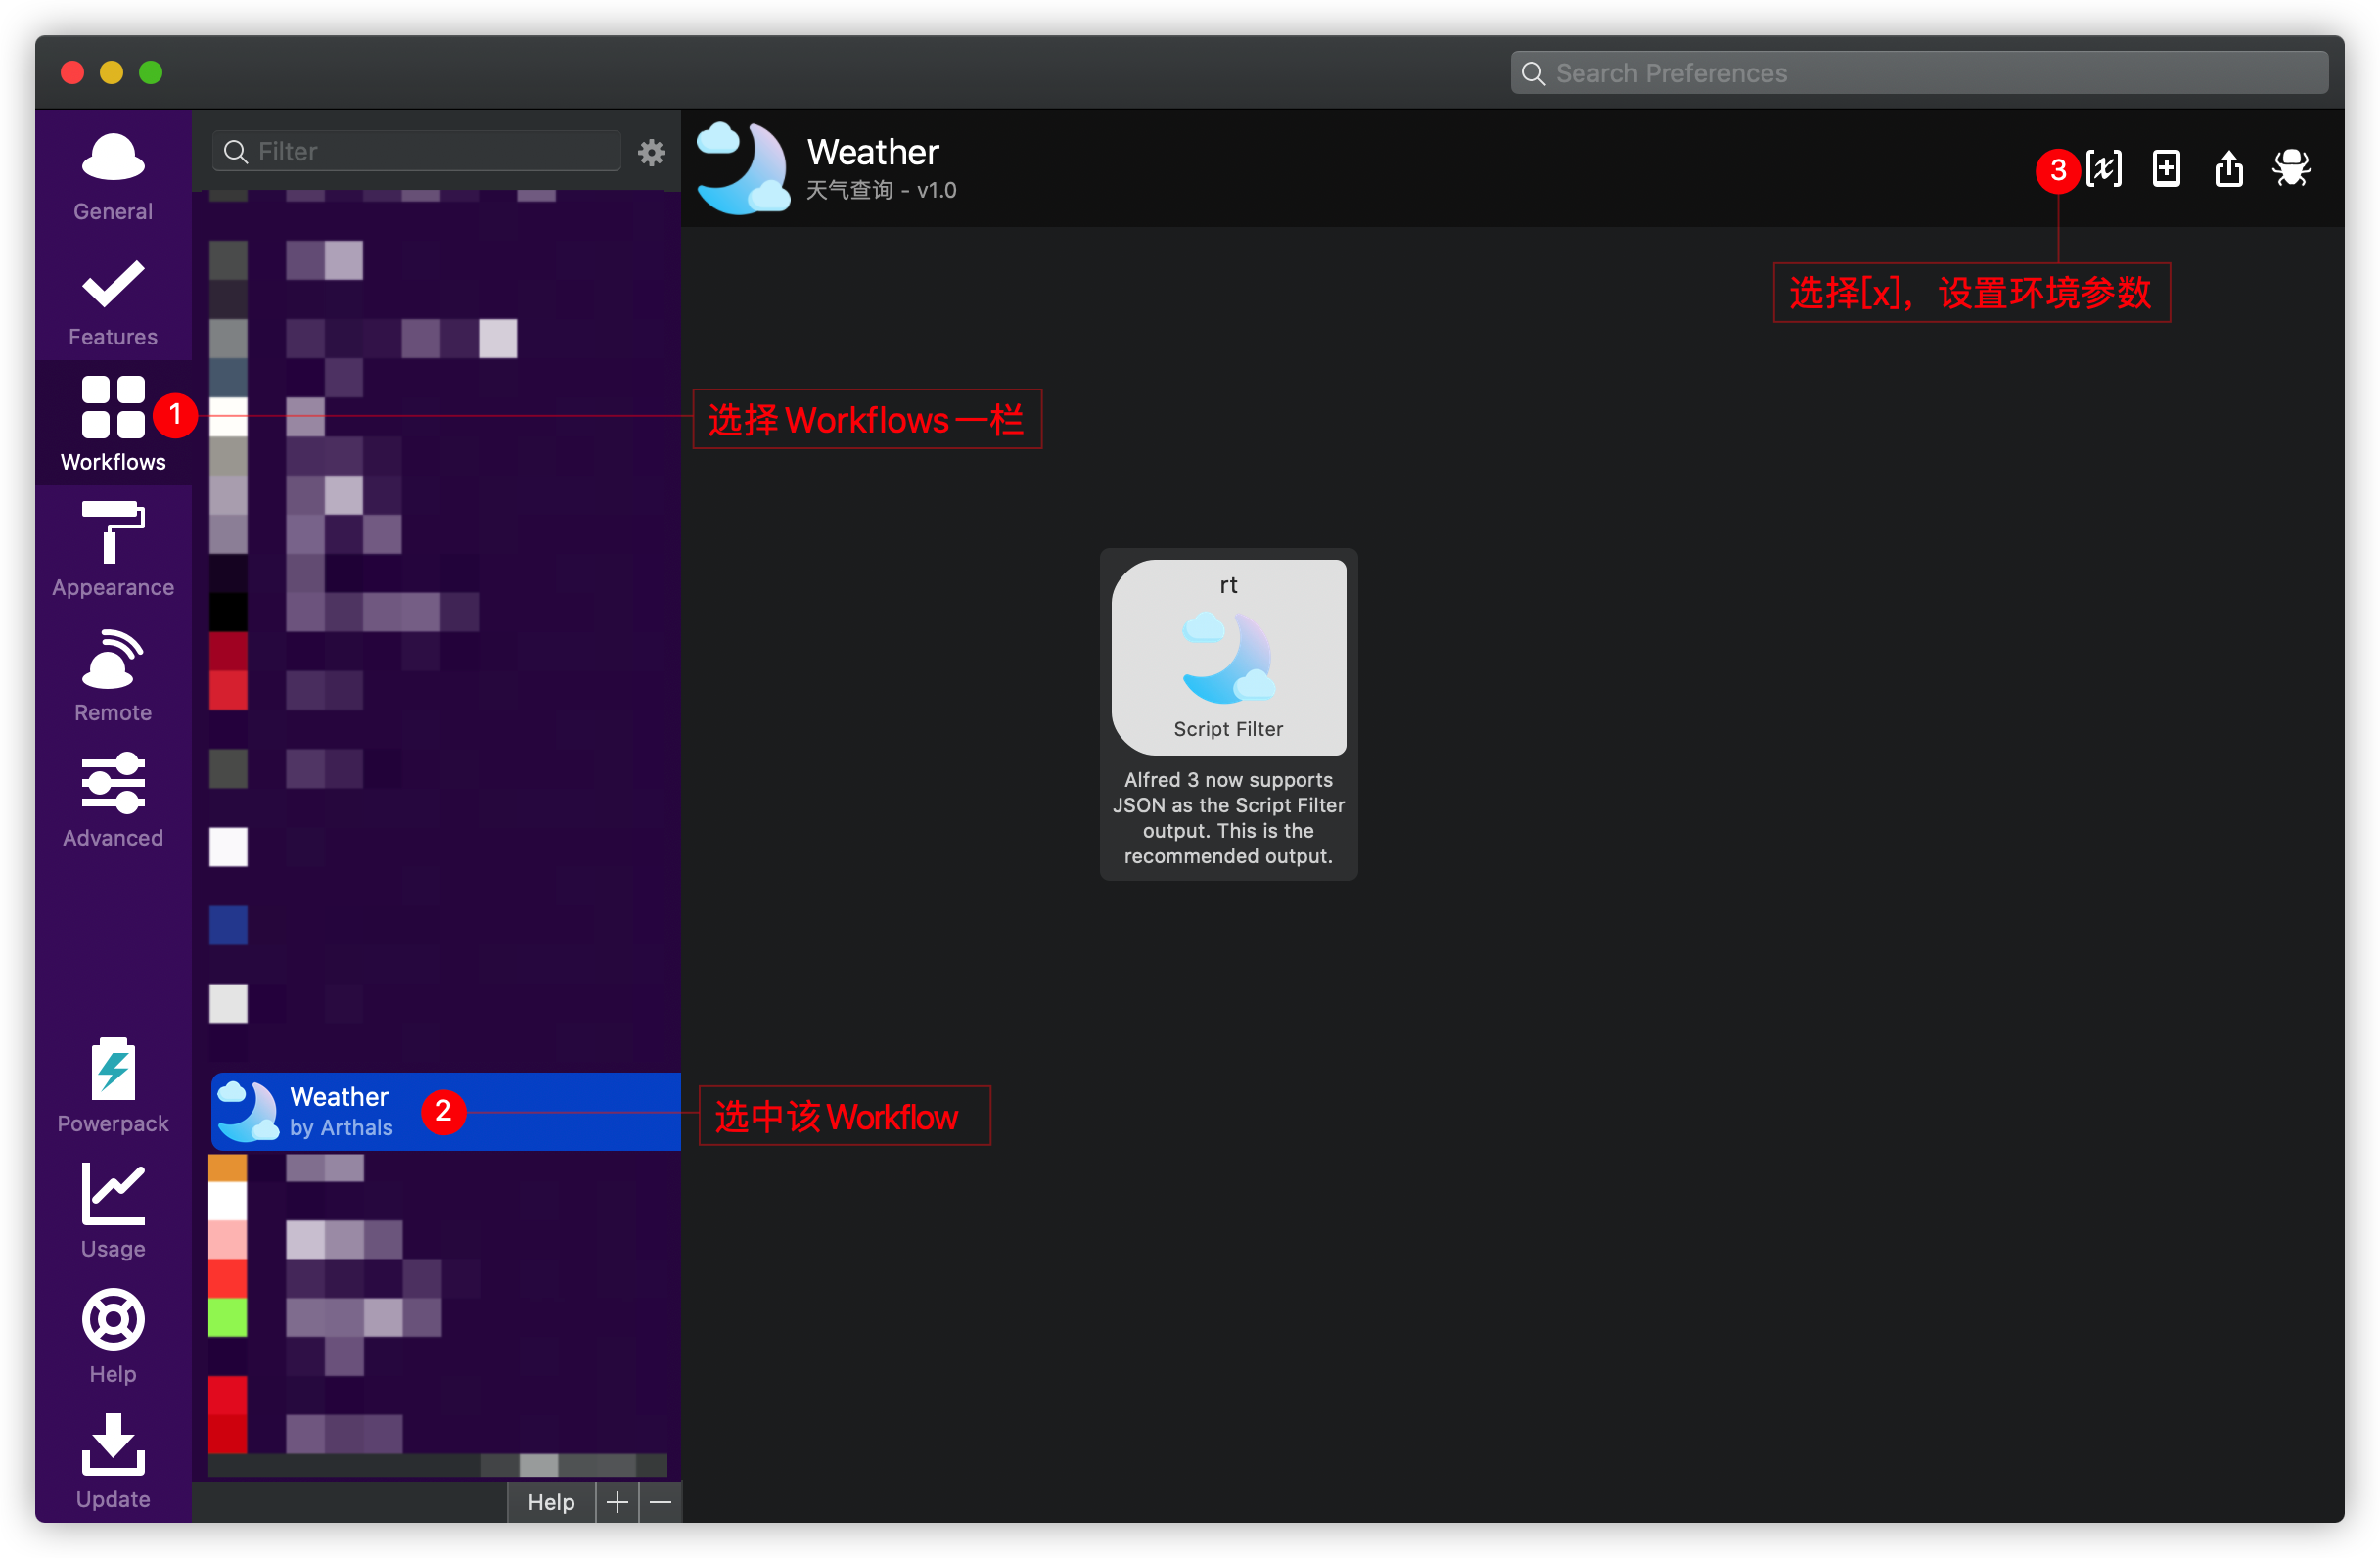 Search Preferences
General
Features
Workflows
Appearance
Remote
Advanced
Powerpack
Usage
Help
Update
Filter
Weather
天气查询 - v1.0
3
选择[x]，设置环境参数
1
选择 Workflows 一栏
rt
Script Filter
Alfred 3 now supports
JSON as the Script Filter
output. This is the
recommended output.
Weather
by Arthals
2
选中该 Workflow
Help